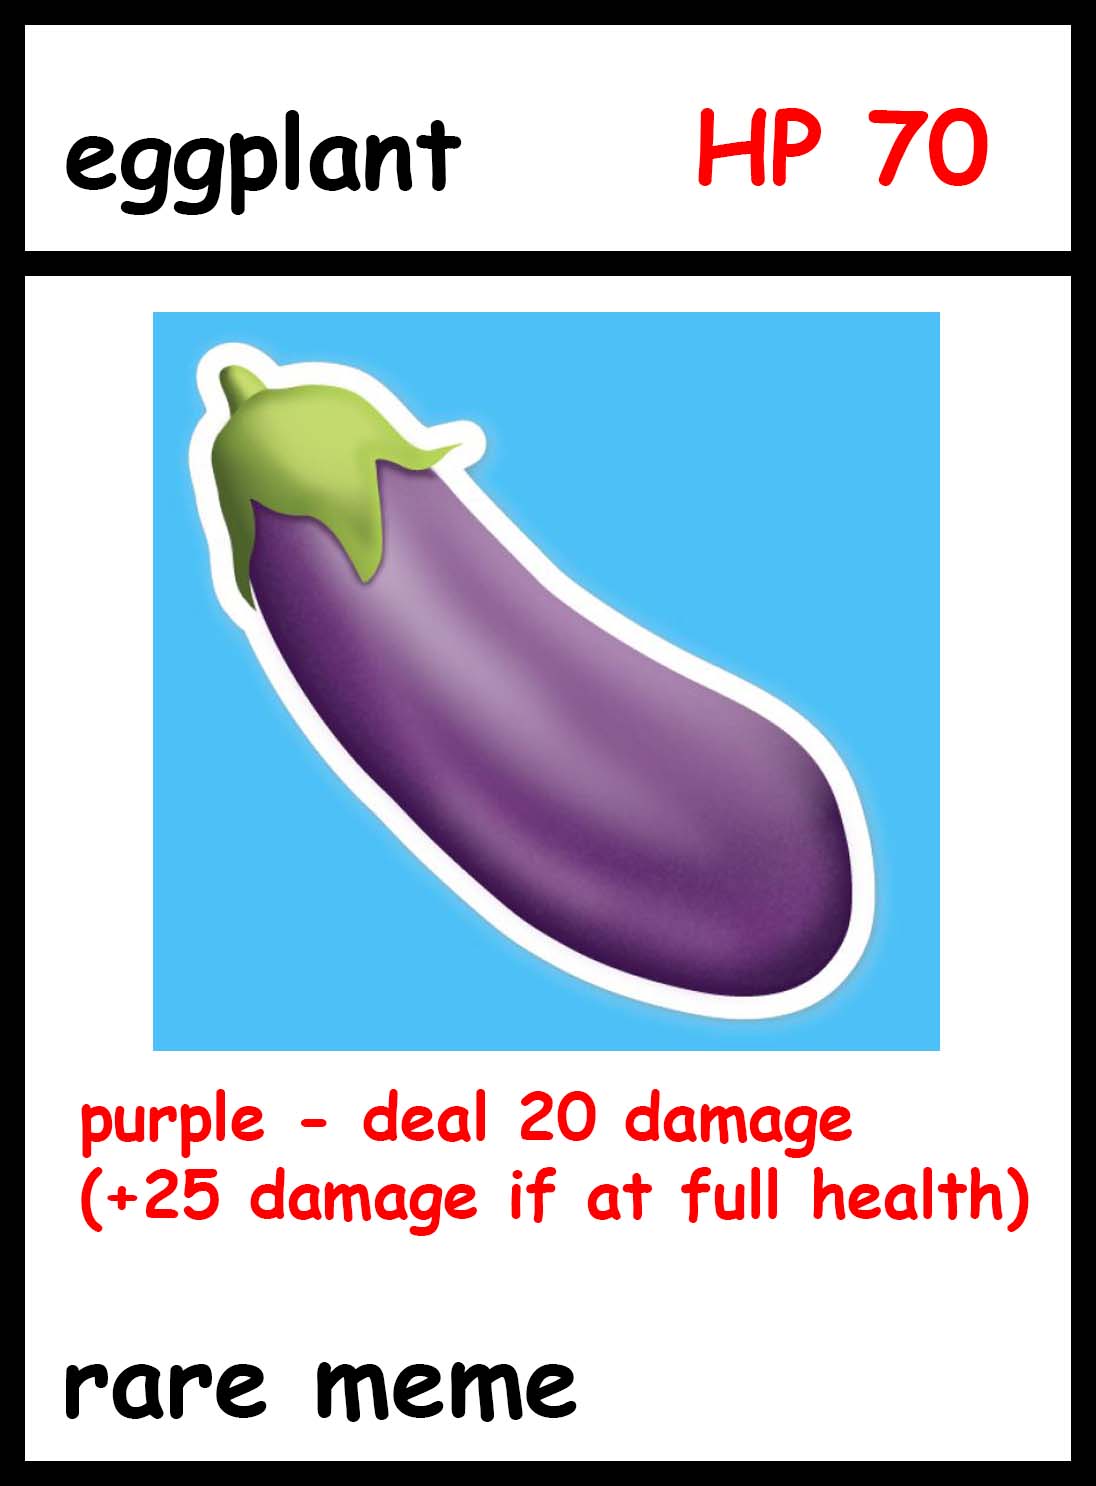 eggplant HP 70
purple - deal 20 damage
(+25 damage if at full health)
rare meme